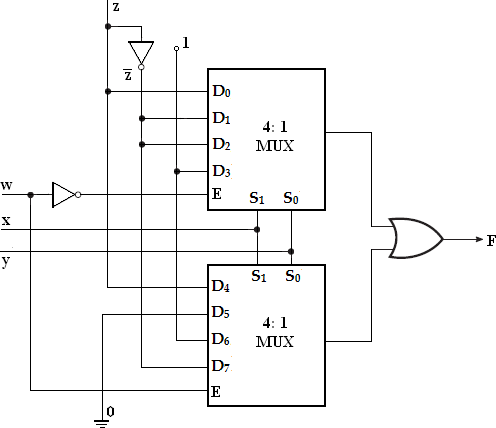 z
z̅
1
D₀
D₁
D₂
D₃
E
4: 1
MUX
S₁ S₀
w
x
y
F
S₁ S₀
D₄
D₅
D₆
D₇
E
4: 1
MUX
0